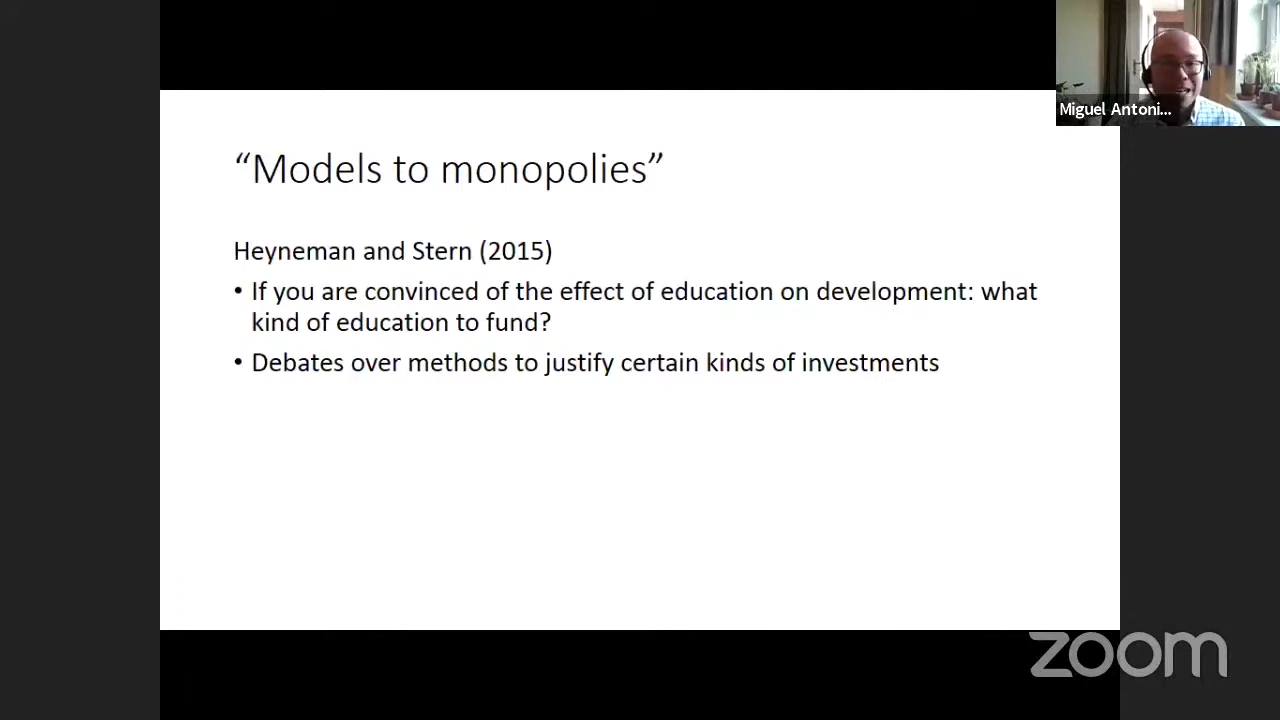 Miguel Antoni...
“Models to monopolies”
Heyneman and Stern (2015)
• If you are convinced of the effect of education on development: what
kind of education to fund?
• Debates over methods to justify certain kinds of investments
zoom